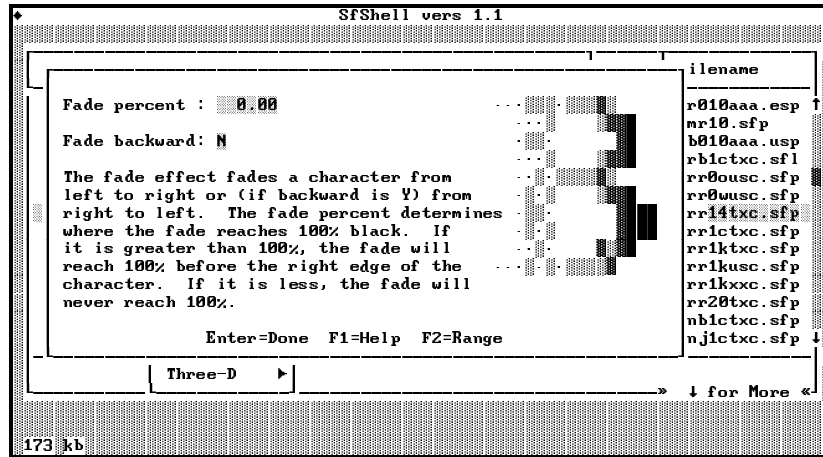 SfShell vers 1.1
ilename
Fade percent :   0.00
r010aaa.esp
mr10.sfp
Fade backward: N
b010aaa.usp
rb1ctxc.sfl
The fade effect fades a character from
rr0ousc.sfp
left to right or (if backward is Y) from
rr0wusc.sfp
right to left.  The fade percent determines
rr14txc.sfp
where the fade reaches 100% black.  If
rr1ctxc.sfp
it is greater than 100%, the fade will
rr1ktxc.sfp
reach 100% before the right edge of the
rr1kusc.sfp
character.  If it is less, the fade will
rr1kxxc.sfp
never reach 100%.
rr20txc.sfp
nb1ctxc.sfp
Enter=Done  F1=Help  F2=Range
nj1ctxc.sfp
Three-D
» ↓ for More «
173 kb